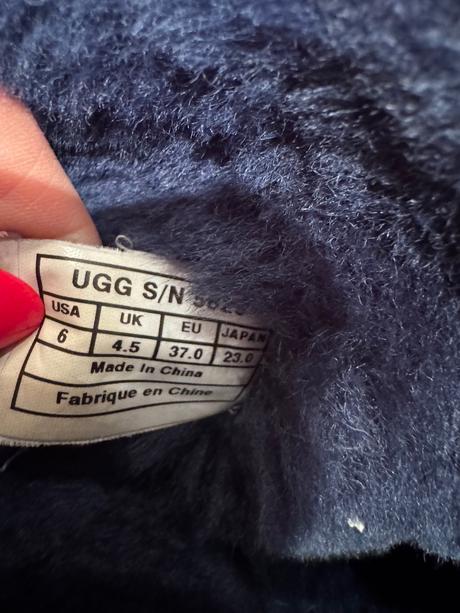 UGG S/N
USA UK EU JAPAN
6 4.5 37.0 23.0
Made In China
Fabrique en Chine